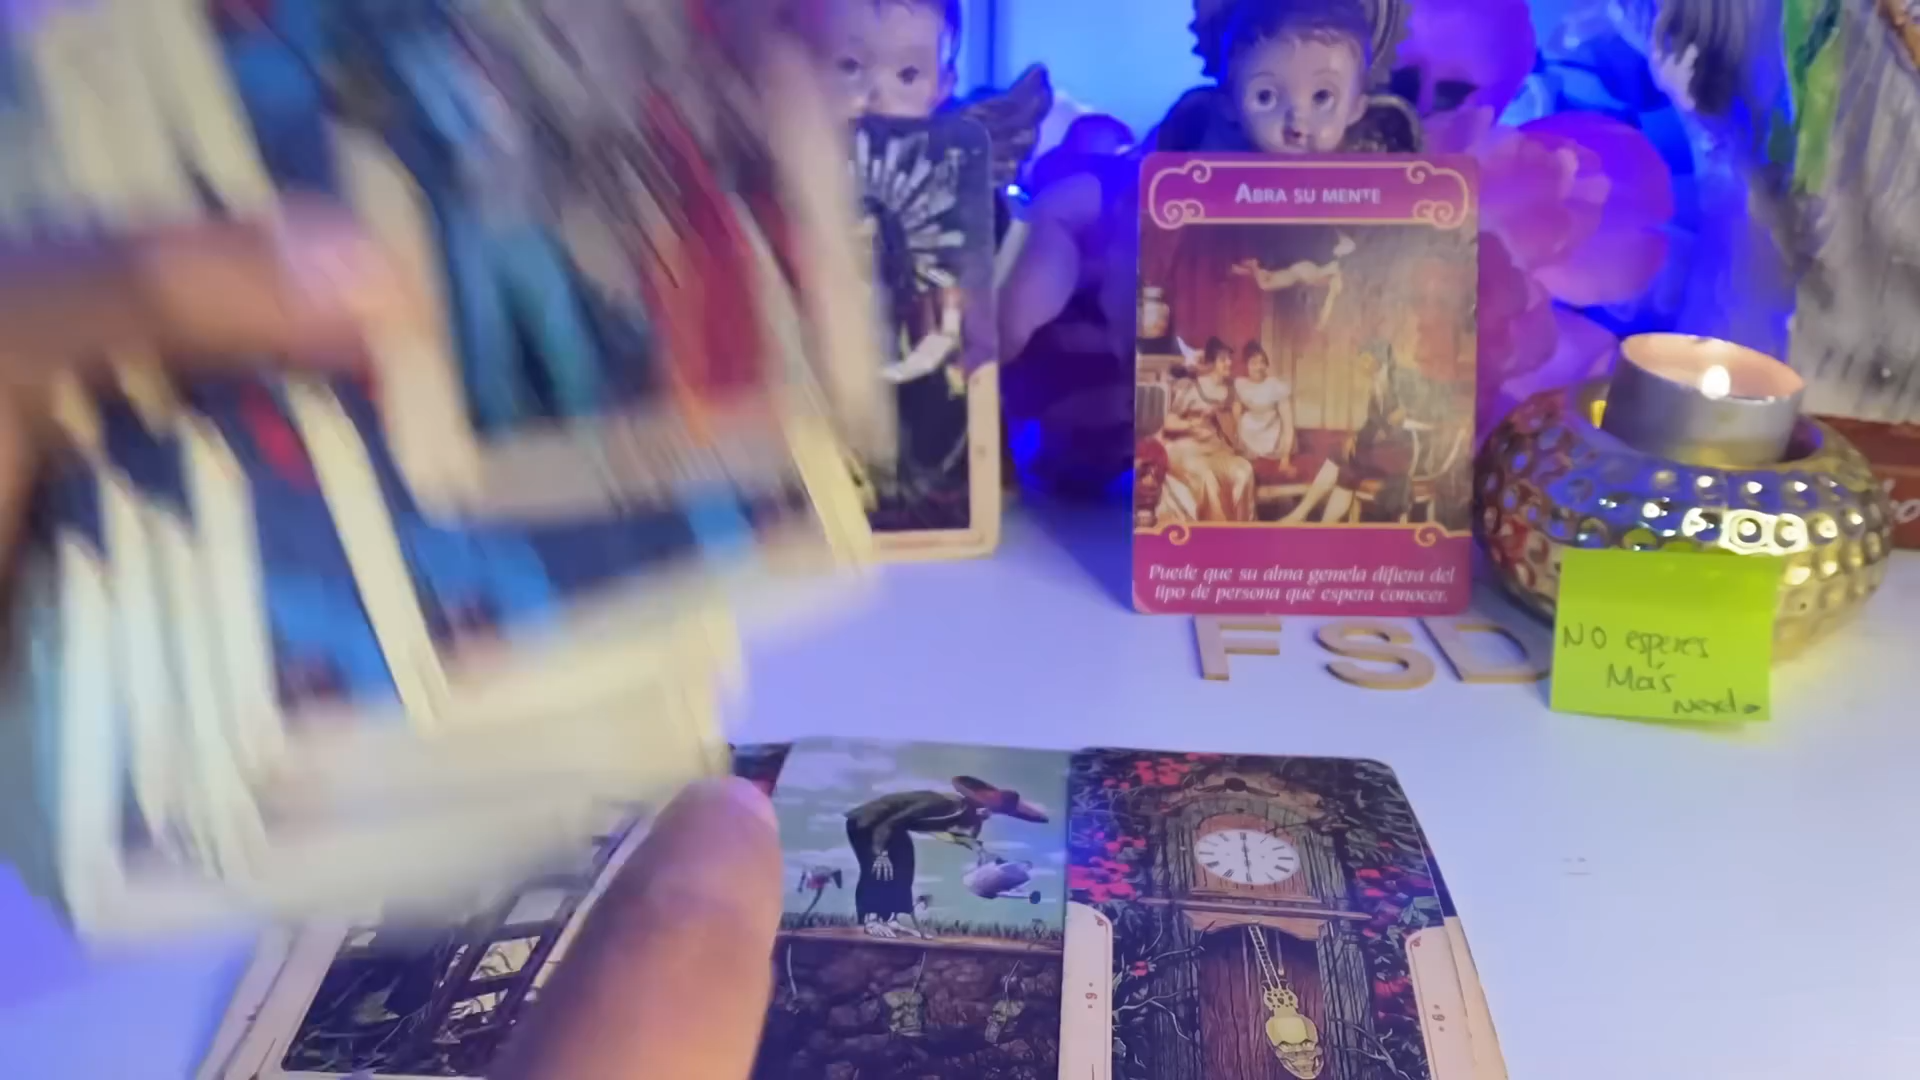 ABRA SU MENTE
Puede que su alma gemela difiera del
tipo de persona que espera conocer.
FSD
NO esperes
Más
Next